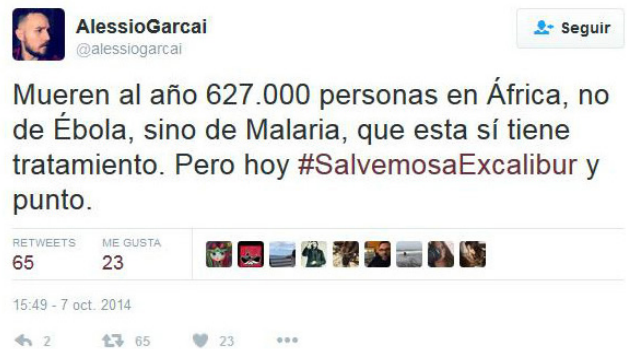 AlessioGarcai
@alessiogarcai
Seguir
Mueren al año 627.000 personas en África, no
de Ébola, sino de Malaria, que esta sí tiene
tratamiento. Pero hoy #SalvemosaExcalibur y
punto.
RETWEETS ME GUSTA
65 23
15:49 - 7 oct. 2014
2 65 23